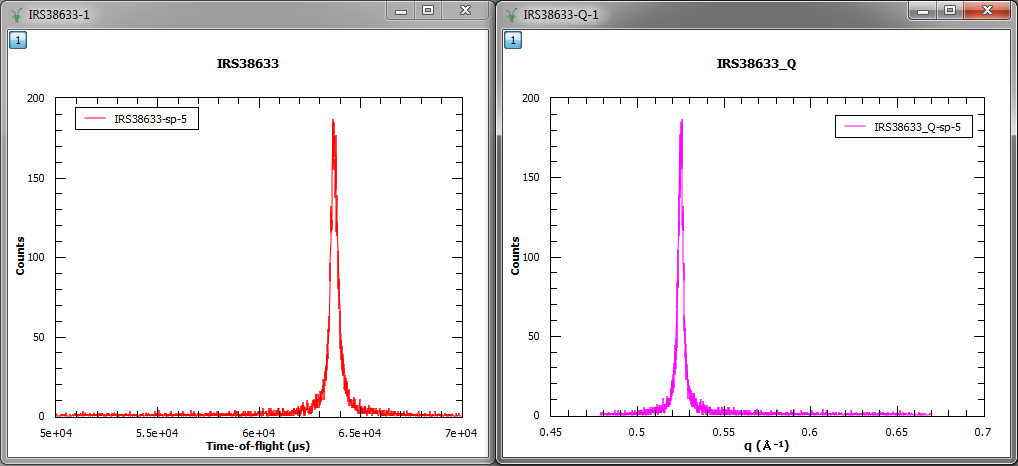 IRS38633-1
1
IRS38633
IRS38633-sp-5
200
150
100
50
0
Counts
5e+04 5.5e+04 6e+04 6.5e+04 7e+04
Time-of-flight (µs)
IRS38633-Q-1
1
IRS38633_Q
IRS38633_Q-sp-5
200
150
100
50
0
Counts
0.45 0.5 0.55 0.6 0.65 0.7
q (Å⁻¹)